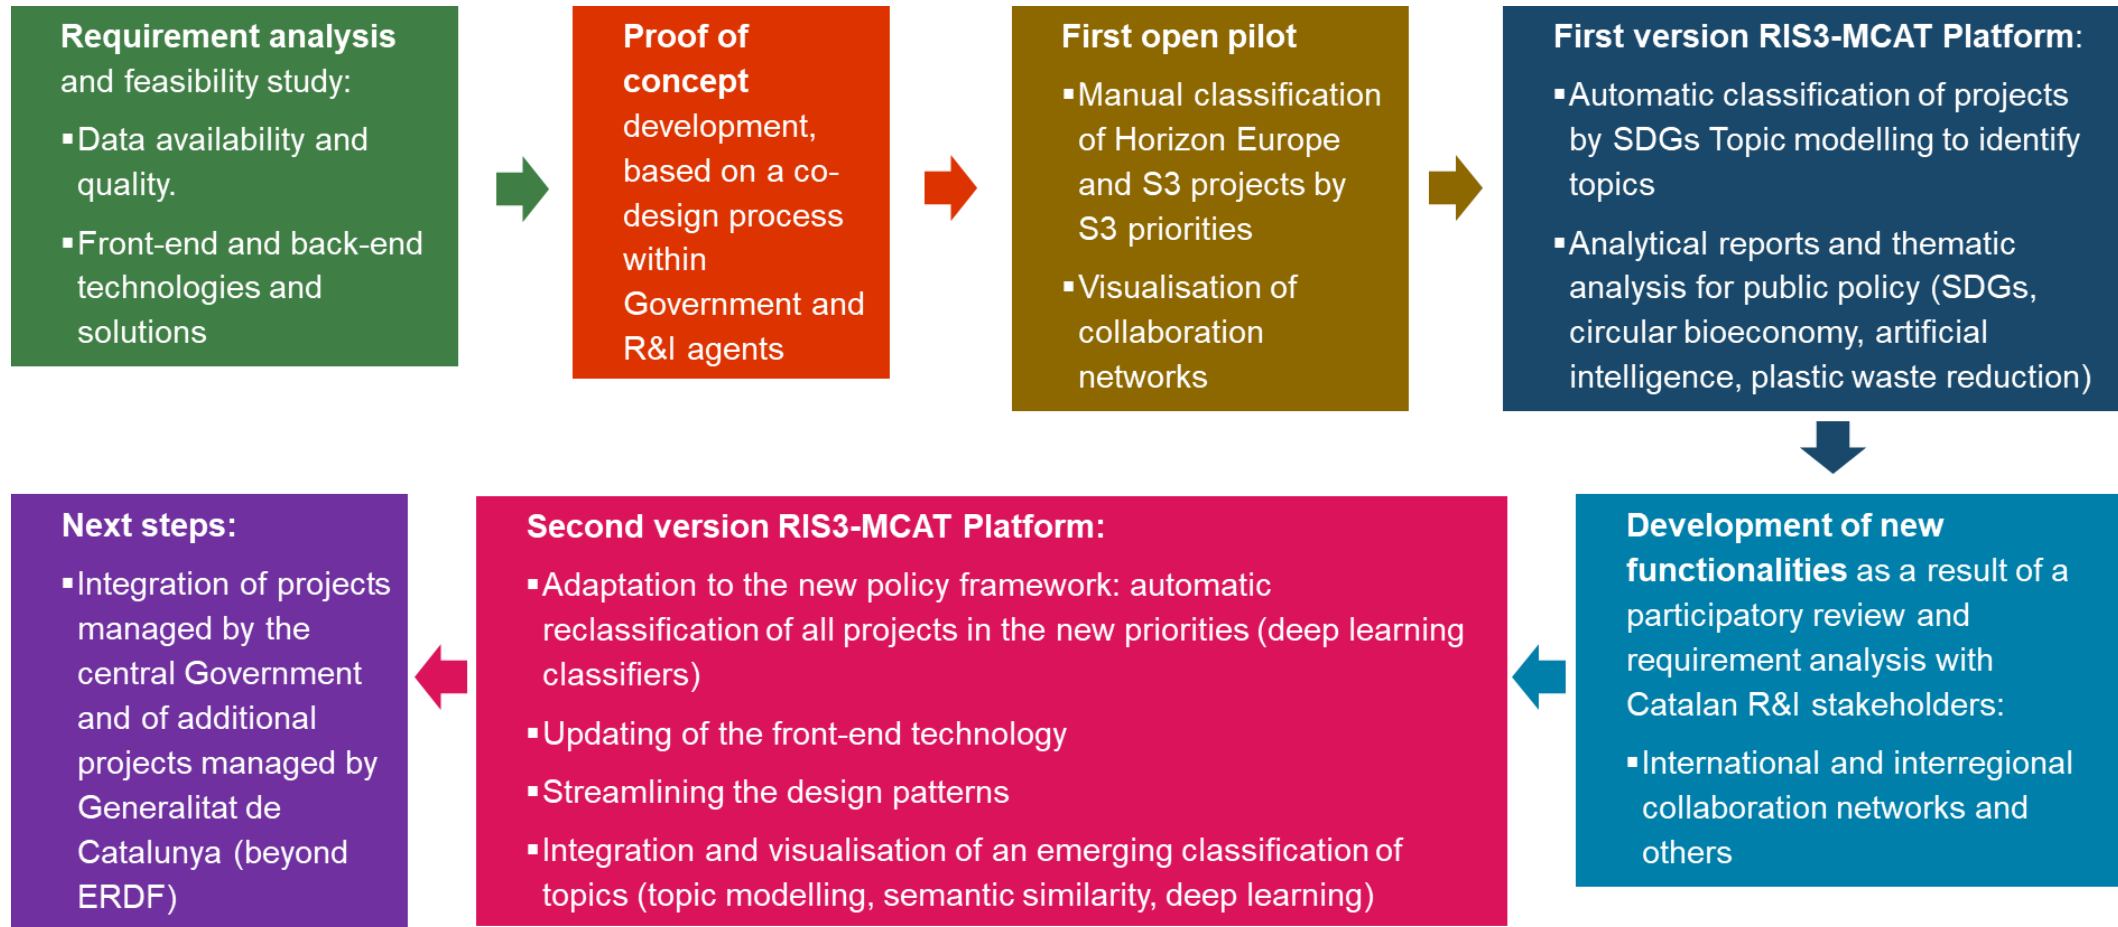 Requirement analysis
and feasibility study:
▪Data availability and
quality.
▪Front-end and back-end
technologies and
solutions
Proof of
concept
development,
based on a co-
design process
within
Government and
R&I agents
First open pilot
▪Manual classification
of Horizon Europe
and S3 projects by
S3 priorities
▪Visualisation of
collaboration
networks
First version RIS3-MCAT Platform:
▪Automatic classification of projects
by SDGs Topic modelling to identify
topics
▪Analytical reports and thematic
analysis for public policy (SDGs,
circular bioeconomy, artificial
intelligence, plastic waste reduction)
Development of new
functionalities as a result of a
participatory review and
requirement analysis with
Catalan R&I stakeholders:
▪International and interregional
collaboration networks and
others
Second version RIS3-MCAT Platform:
▪Adaptation to the new policy framework: automatic
reclassification of all projects in the new priorities (deep learning
classifiers)
▪Updating of the front-end technology
▪Streamlining the design patterns
▪Integration and visualisation of an emerging classification of
topics (topic modelling, semantic similarity, deep learning)
Next steps:
▪Integration of projects
managed by the
central Government
and of additional
projects managed by
Generalitat de
Catalunya (beyond
ERDF)